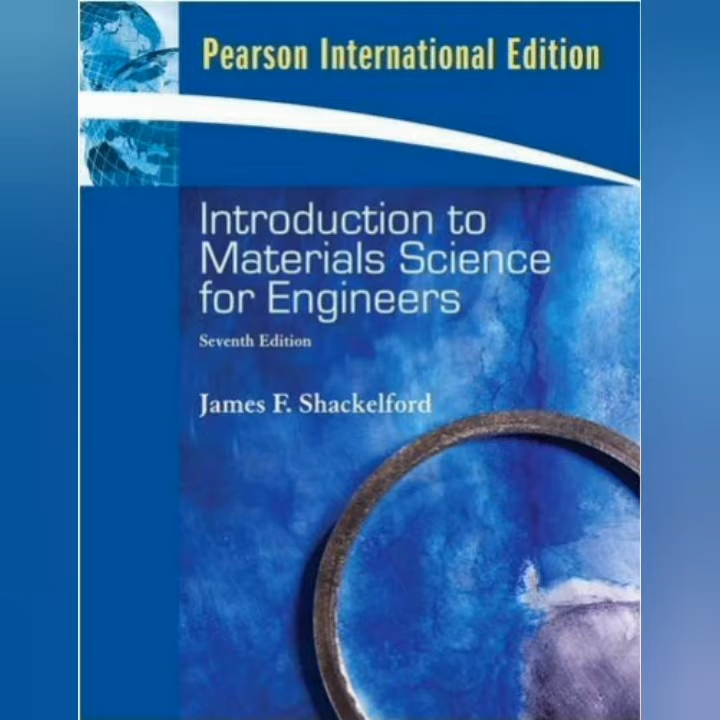 Pearson International Edition
Introduction to
Materials Science
for Engineers
Seventh Edition
James F. Shackelford